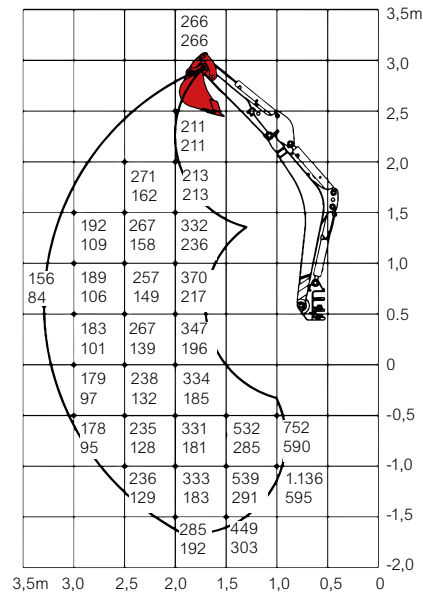 266
3,5m
266
3,0
2,5
211
211
2,0
271 213
162 213
1,5
192 267 332
109 158 236
1,0
156 189 257 370
84 106 149 217
0,5
183 267 347
101 139 196
0
179 238 334
97 132 185
-0,5
178 235 331 532 752
95 128 181 285 590
-1,0
236 333 539 1.136
129 183 291 595
-1,5
285 449
192 303
-2,0
3,5m 3,0 2,5 2,0 1,5 1,0 0,5 0